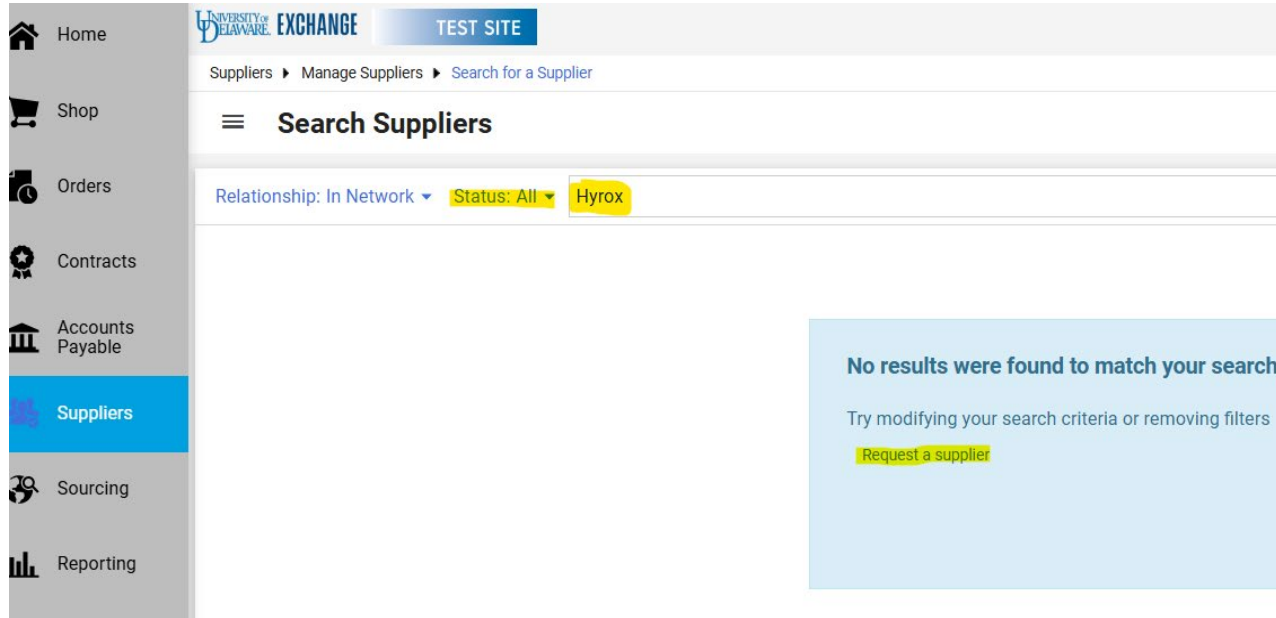 Home
Shop
Orders
Contracts
Accounts
Payable
Suppliers
Sourcing
Reporting
UNIVERSITY OF DELAWARE. EXCHANGE TEST SITE
Suppliers Manage Suppliers Search for a Supplier
Search Suppliers
Relationship: In Network Status: All Hyrox
No results were found to match your search
Try modifying your search criteria or removing filters
Request a supplier